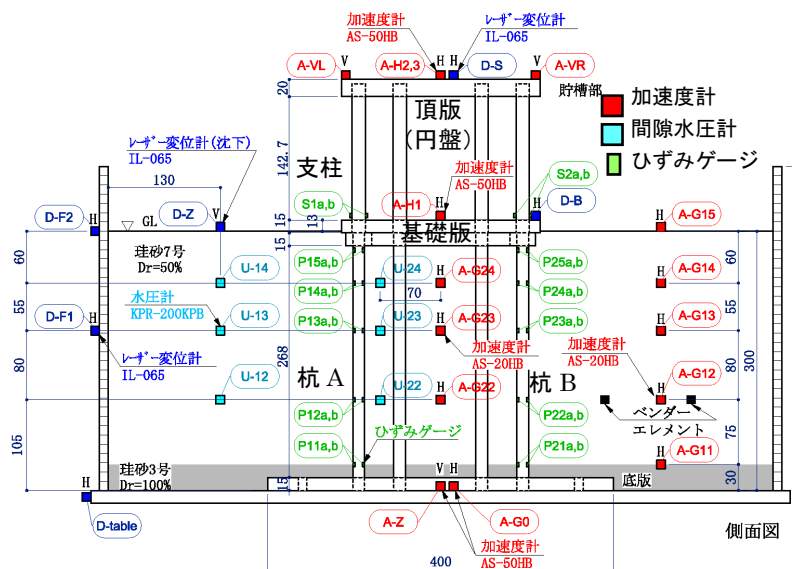 加速度計
AS-50HB
レーザー変位計
IL-065
V
A-VL
A-H2,3
H
H
D-S
V
A-VR
貯槽部
20
頂版
(円盤)
加速度計
間隙水圧計
ひずみゲージ
142.7
支柱
レーザー変位計(沈下)
IL-065
加速度計
AS-50HB
130
S1a,b
S2a,b
A-H1
H
H
D-B
D-F2
H
GL
D-Z
V
15
13
基礎版
H
A-G15
珪砂7号
Dr=50%
60
15
P15a,b
P25a,b
60
U-14
U-24
H
A-G24
P14a,b
P24a,b
H
A-G14
水圧計
KPR-200KPB
70
55
55
300
D-F1
H
U-13
P13a,b
U-23
H
A-G23
P23a,b
H
A-G13
レーザー変位計
IL-065
268
加速度計
AS-20HB
加速度計
AS-20HB
80
80
杭A
杭B
U-12
U-22
H
A-G22
H
A-G12
P12a,b
P22a,b
ベンダー
エレメント
105
75
ひずみゲージ
P11a,b
P21a,b
H
A-G11
珪砂3号
Dr=100%
15
V
H
底版
30
H
D-table
A-Z
A-G0
側面図
加速度計
AS-50HB
400